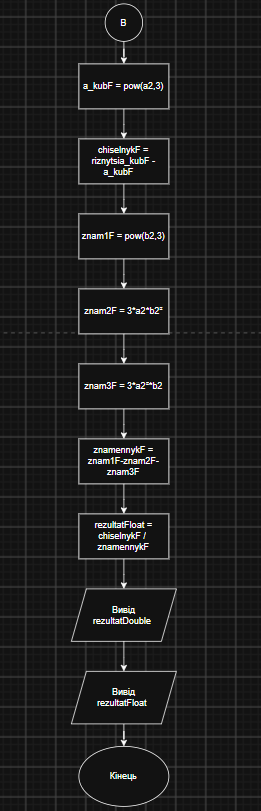 B
a_kubF = pow(a2,3)
chiselnykF =
riznytsia_kubF -
a_kubF
znam1F = pow(b2,3)
znam2F = 3*a2*b2²
znam3F = 3*a2²*b2
znamennykF =
znam1F-znam2F-
znam3F
rezultatFloat =
chiselnykF /
znamennykF
Вивід
rezultatDouble
Вивід
rezultatFloat
Кінець